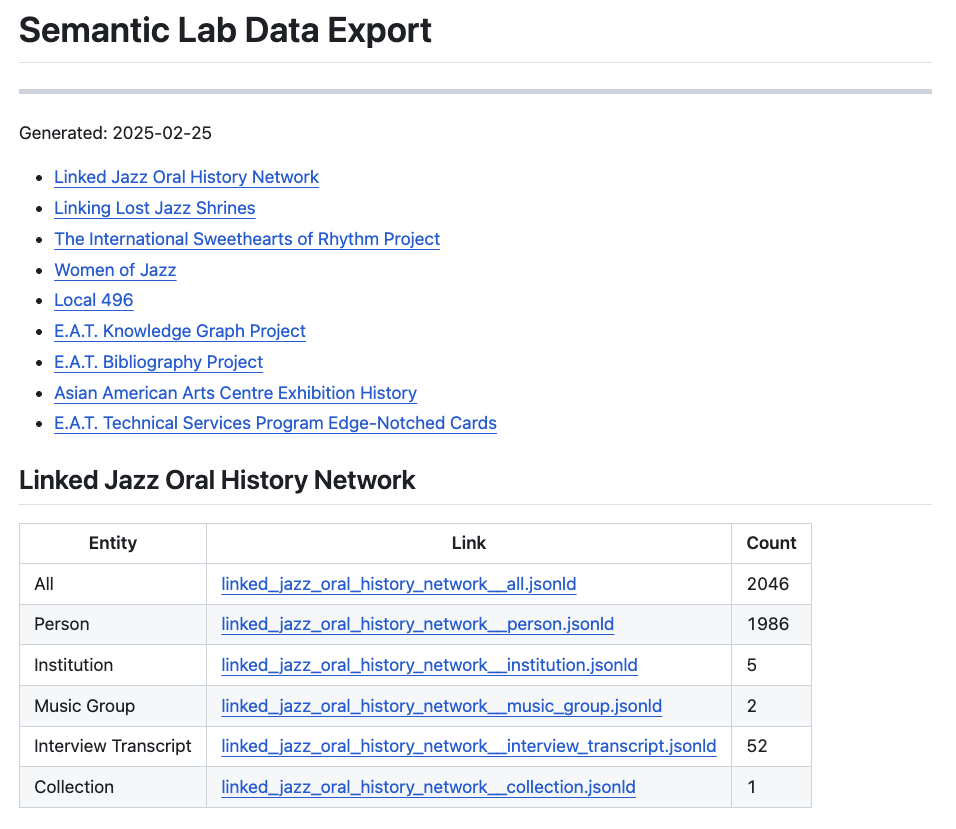 Semantic Lab Data Export
Generated: 2025-02-25
Linked Jazz Oral History Network
Linking Lost Jazz Shrines
The International Sweethearts of Rhythm Project
Women of Jazz
Local 496
E.A.T. Knowledge Graph Project
E.A.T. Bibliography Project
Asian American Arts Centre Exhibition History
E.A.T. Technical Services Program Edge-Notched Cards
Linked Jazz Oral History Network
Entity Link Count
All linked_jazz_oral_history_network__all.jsonld 2046
Person linked_jazz_oral_history_network__person.jsonld 1986
Institution linked_jazz_oral_history_network__institution.jsonld 5
Music Group linked_jazz_oral_history_network__music_group.jsonld 2
Interview Transcript linked_jazz_oral_history_network__interview_transcript.jsonld 52
Collection linked_jazz_oral_history_network__collection.jsonld 1